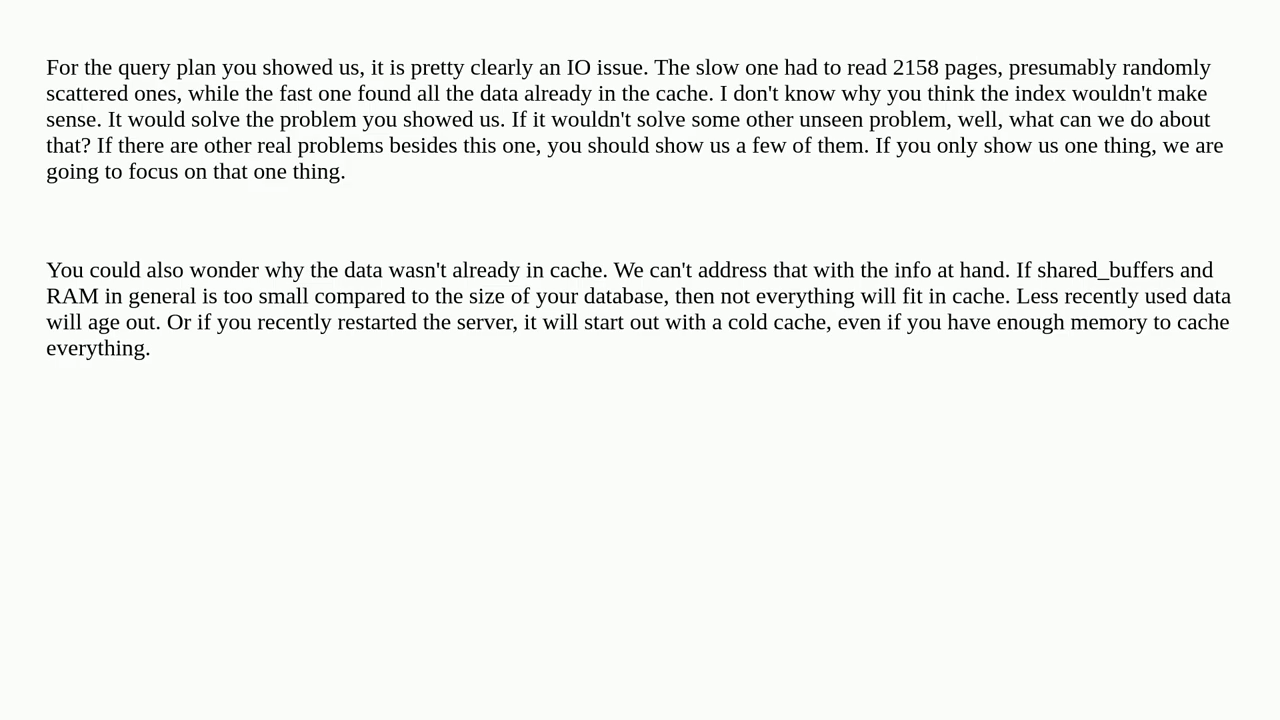 For the query plan you showed us, it is pretty clearly an IO issue. The slow one had to read 2158 pages, presumably randomly
scattered ones, while the fast one found all the data already in the cache. I don't know why you think the index wouldn't make
sense. It would solve the problem you showed us. If it wouldn't solve some other unseen problem, well, what can we do about
that? If there are other real problems besides this one, you should show us a few of them. If you only show us one thing, we are
going to focus on that one thing.
You could also wonder why the data wasn't already in cache. We can't address that with the info at hand. If shared_buffers and
RAM in general is too small compared to the size of your database, then not everything will fit in cache. Less recently used data
will age out. Or if you recently restarted the server, it will start out with a cold cache, even if you have enough memory to cache
everything.